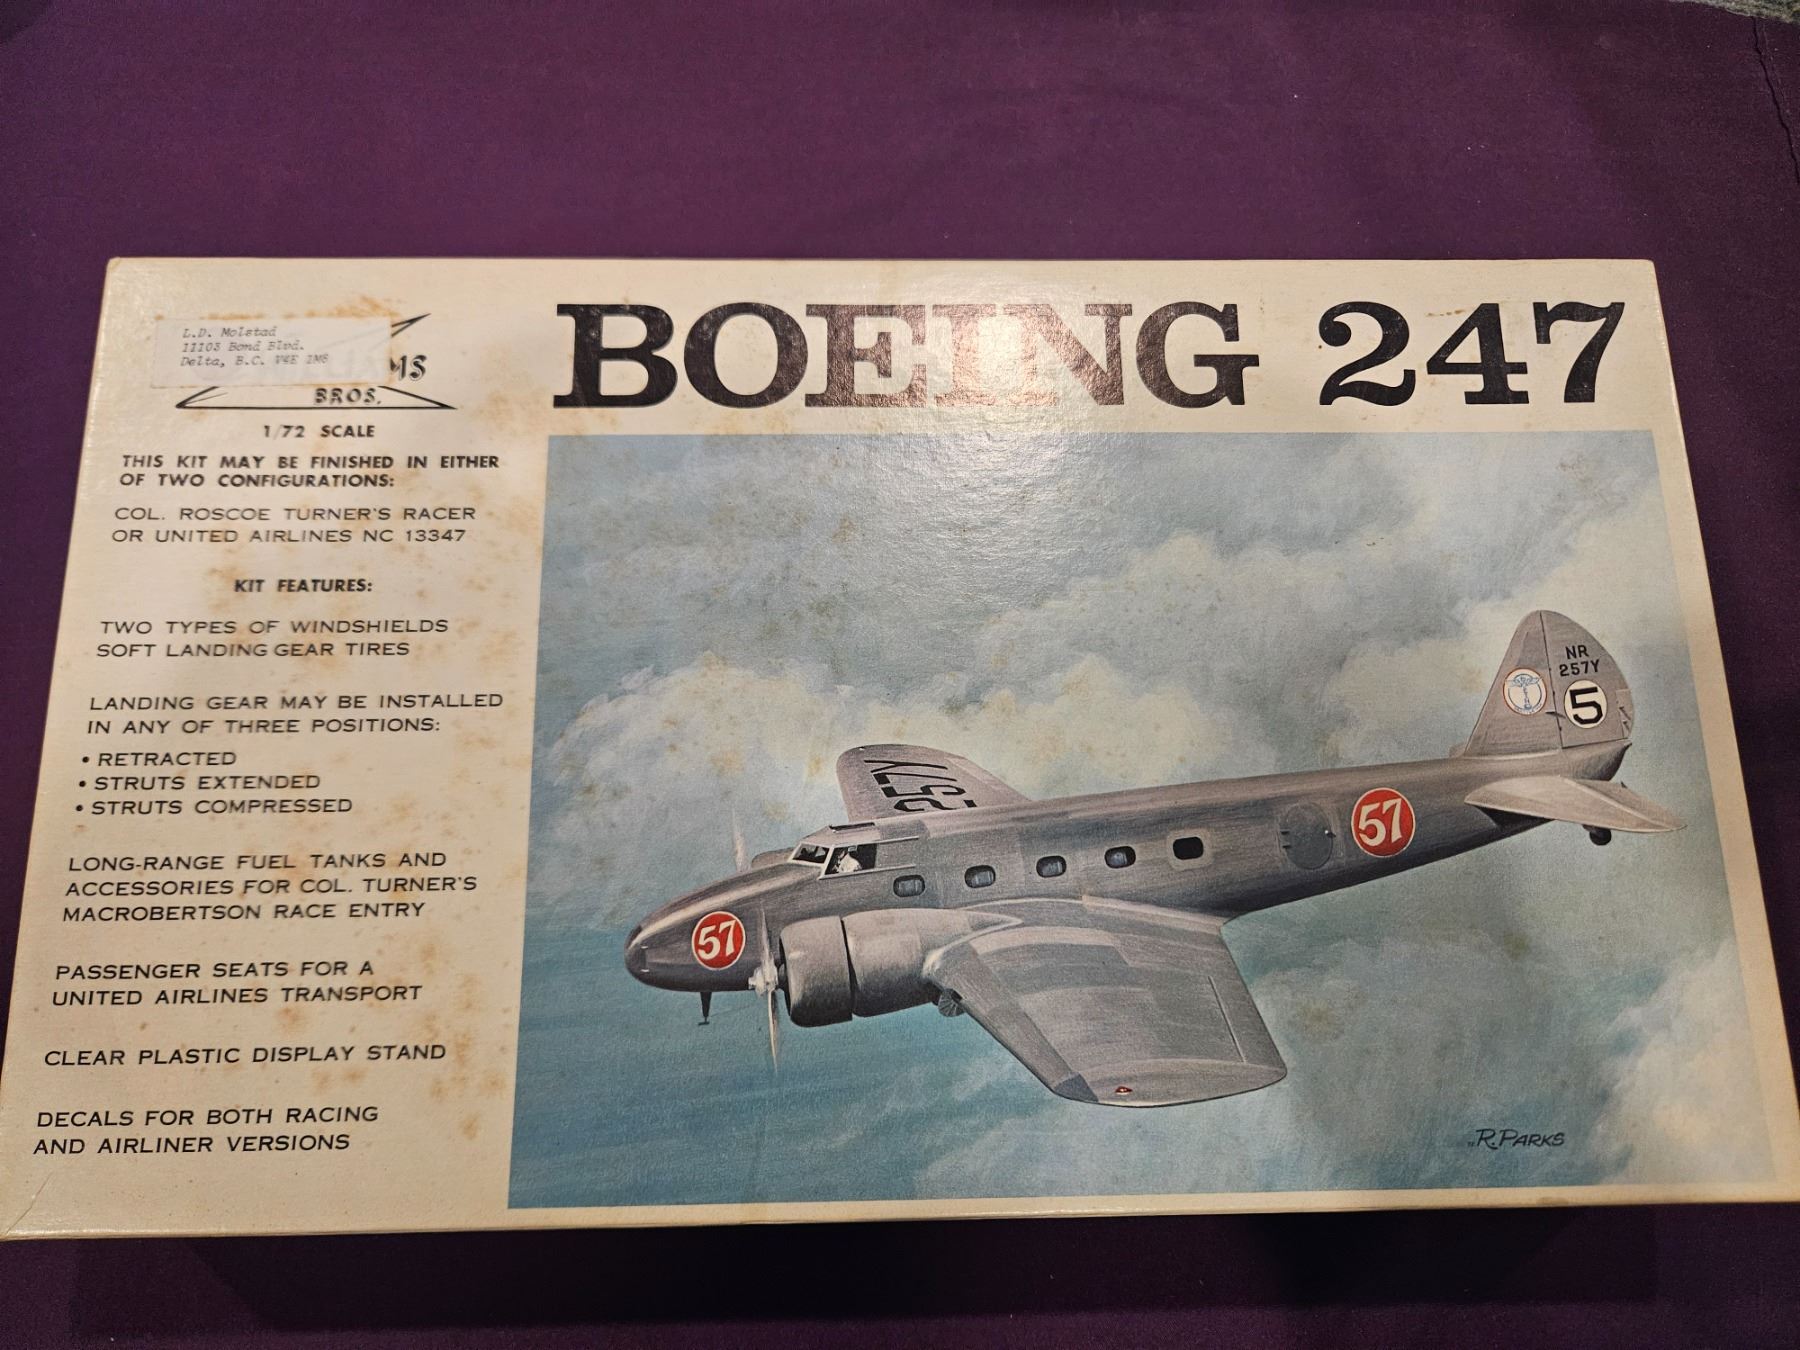 BOEING 247
L.D. Molstad
11103 Bond Blvd.
Delta, B.C. V4E 1M8
AMS
BROS.
1/72 SCALE
THIS KIT MAY BE FINISHED IN EITHER
OF TWO CONFIGURATIONS:
COL. ROSCOE TURNER'S RACER
OR UNITED AIRLINES NC 13347
KIT FEATURES:
TWO TYPES OF WINDSHIELDS
SOFT LANDING GEAR TIRES
LANDING GEAR MAY BE INSTALLED
IN ANY OF THREE POSITIONS:
• RETRACTED
• STRUTS EXTENDED
• STRUTS COMPRESSED
LONG-RANGE FUEL TANKS AND
ACCESSORIES FOR COL. TURNER'S
MACROBERTSON RACE ENTRY
PASSENGER SEATS FOR A
UNITED AIRLINES TRANSPORT
CLEAR PLASTIC DISPLAY STAND
DECALS FOR BOTH RACING
AND AIRLINER VERSIONS
NR
257Y
5
257Y
57
57
R. PARKS